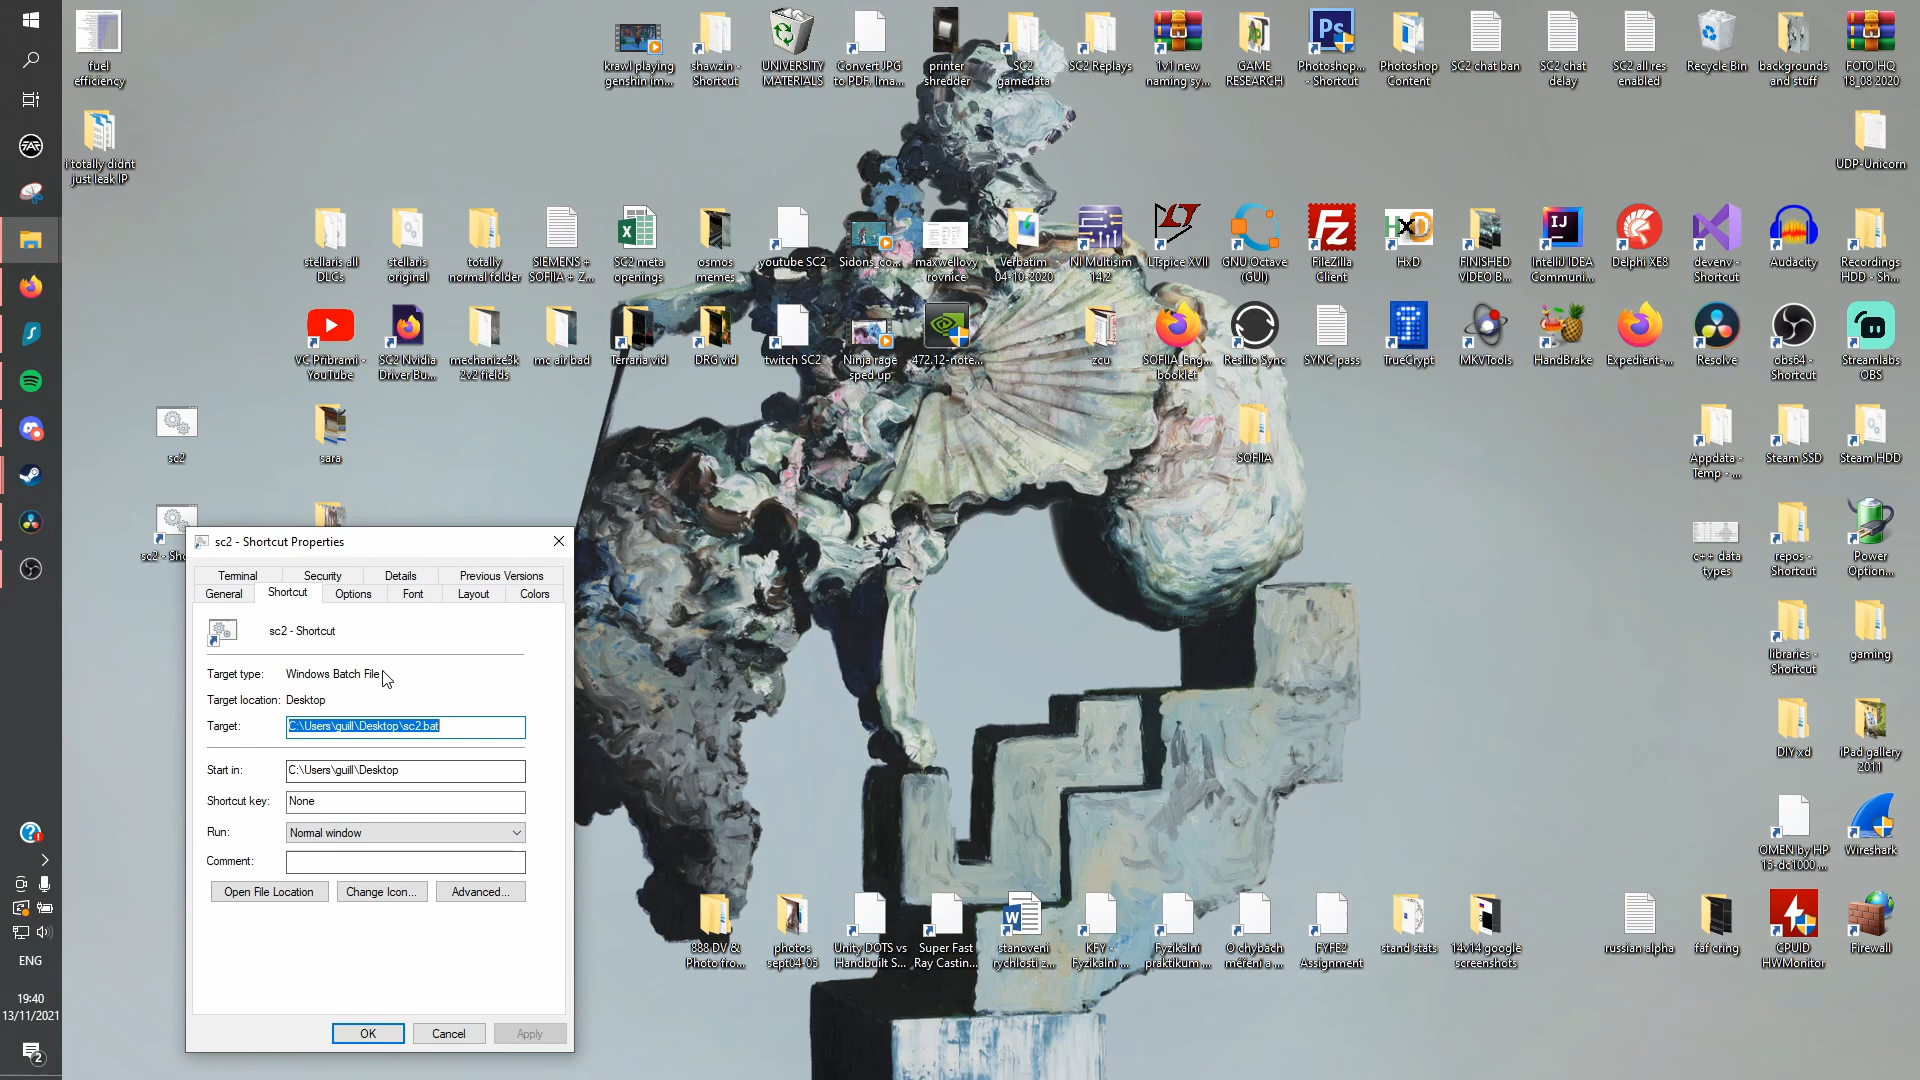 fuel
efficiency
krawl playing
genshin im...
shawzin -
Shortcut
UNIVERSITY
MATERIALS
Convert JPG
to PDF. Ima...
printer
shredder
SC2
gamedata
SC2 Replays
1v1 new
naming sy...
GAME
RESEARCH
Photoshop...
- Shortcut
Photoshop
Content
SC2 chat ban
SC2 chat
delay
SC2 all res
enabled
Recycle Bin
backgrounds
and stuff
FOTO HQ
18_08 2020
i totally didnt
just leak IP
UDP-Unicorn
stellaris all
DLCs
stellaris
original
totally
normal folder
SIEMENS +
SOFIIA + Z...
SC2 meta
openings
osmos
memes
youtube SC2
Sidons_co...
maxwellovy
rovnice
Verbatim
04-10-2020
NI Multisim
14.2
LTspice XVII
GNU Octave
(GUI)
FileZilla
Client
HxD
FINISHED
VIDEO B...
IntelliJ IDEA
Communi...
Delphi XE8
devenv -
Shortcut
Audacity
Recordings
HDD - Sh...
VC Příbrami -
YouTube
SC2 Nvidia
Driver Bu...
mechanize3k
2v2 fields
mc air bad
Terraria vid
DRG vid
twitch SC2
Ninja rage
sped up
472.12-note...
zcu
SOFIIA_Eng...
booklet
Resilio Sync
SYNC pass
TrueCrypt
MKVTools
HandBrake
Expedient-...
Resolve
obs64 -
Shortcut
Streamlabs
OBS
sc2
sara
SOFIIA
Appdata -
Temp - ...
Steam SSD
Steam HDD
sc2 - Sho
c++ data
types
repos -
Shortcut
Power
Option...
libraries -
Shortcut
gaming
DIY xd
iPad gallery
2011
OMEN by HP
15-dc1000...
Wireshark
888 DV &
Photo fro...
photos
sept04-05
Unity DOTS vs
Handbuilt S...
Super Fast
Ray Castin...
stanoveni
rychlosti z...
KFY -
Fyzikální ...
Fyzikální
praktikum ...
O chybách
měření a ...
FYFE2
Assignment
stand stats
14v14 google
screenshots
russian alpha
faf cring
CPUID
HWMonitor
Firewall
sc2 - Shortcut Properties
Terminal
Security
Details
Previous Versions
General
Shortcut
Options
Font
Layout
Colors
sc2 - Shortcut
Target type:
Windows Batch File
Target location:
Desktop
Target:
C:\Users\guill\Desktop\sc2.bat
Start in:
C:\Users\guill\Desktop
Shortcut key:
None
Run:
Normal window
Comment:
Open File Location
Change Icon...
Advanced...
OK
Cancel
Apply
ENG
19:40
13/11/2021
2